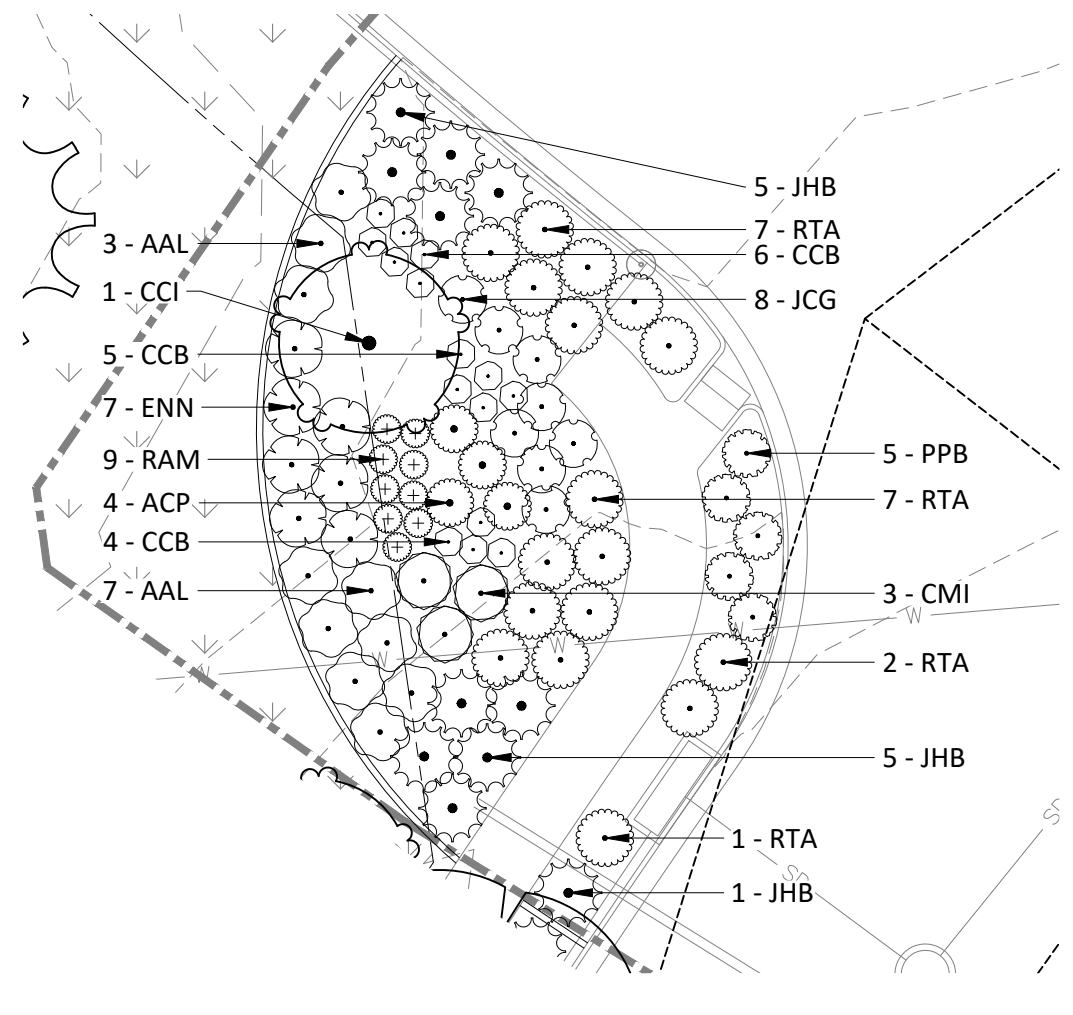 5 - JHB
7 - RTA
3 - AAL
6 - CCB
1 - CCI
8 - JCG
5 - CCB
7 - ENN
9 - RAM
5 - PPB
4 - ACP
7 - RTA
4 - CCB
7 - AAL
3 - CMI
W
W
W
W
W
2 - RTA
5 - JHB
SD
1 - RTA
SD
1 - JHB